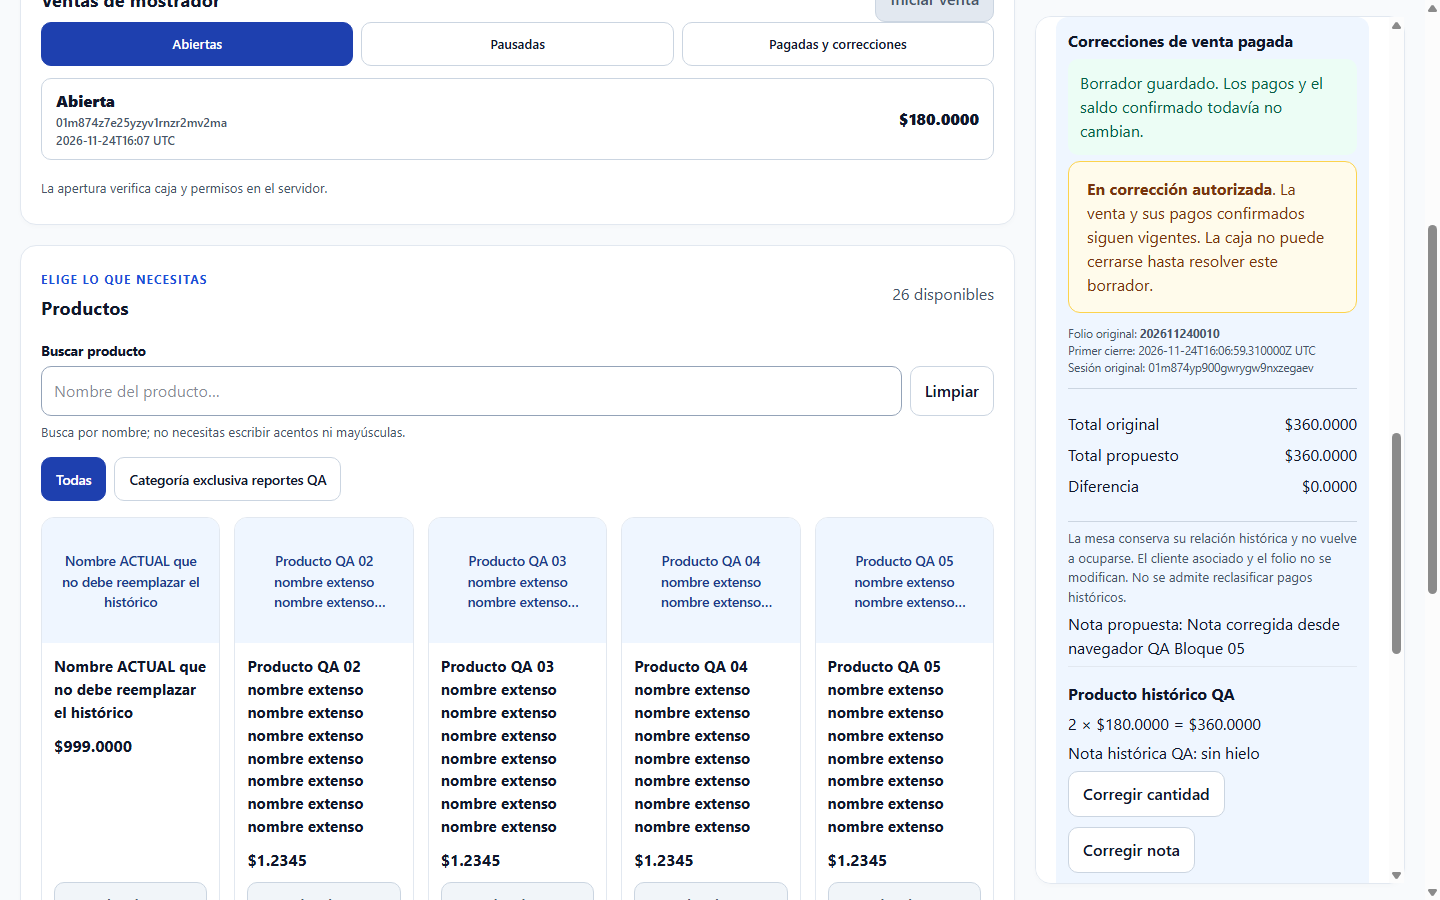 Ventas de mostrador
Iniciar venta
Abiertas
Pausadas
Pagadas y correcciones
Abierta
01m874z7e25yzyv1rnzr2mv2ma
2026-11-24T16:07 UTC
$180.0000
La apertura verifica caja y permisos en el servidor.
ELIGE LO QUE NECESITAS
Productos
26 disponibles
Buscar producto
Nombre del producto...
Limpiar
Busca por nombre; no necesitas escribir acentos ni mayúsculas.
Todas
Categoría exclusiva reportes QA
Nombre ACTUAL que
no debe reemplazar el
histórico
Nombre ACTUAL que
no debe reemplazar
el histórico
$999.0000
Producto QA 02
nombre extenso
nombre extenso...
Producto QA 02
nombre extenso
nombre extenso
nombre extenso
nombre extenso
nombre extenso
nombre extenso
nombre extenso
$1.2345
Producto QA 03
nombre extenso
nombre extenso...
Producto QA 03
nombre extenso
nombre extenso
nombre extenso
nombre extenso
nombre extenso
nombre extenso
nombre extenso
$1.2345
Producto QA 04
nombre extenso
nombre extenso...
Producto QA 04
nombre extenso
nombre extenso
nombre extenso
nombre extenso
nombre extenso
nombre extenso
nombre extenso
$1.2345
Producto QA 05
nombre extenso
nombre extenso...
Producto QA 05
nombre extenso
nombre extenso
nombre extenso
nombre extenso
nombre extenso
nombre extenso
nombre extenso
$1.2345
Correcciones de venta pagada
Borrador guardado. Los pagos y el
saldo confirmado todavía no
cambian.
En corrección autorizada. La
venta y sus pagos confirmados
siguen vigentes. La caja no puede
cerrarse hasta resolver este
borrador.
Folio original: 202611240010
Primer cierre: 2026-11-24T16:06:59.310000Z UTC
Sesión original: 01m874yp900gwrygw9nxzegaev
Total original $360.0000
Total propuesto $360.0000
Diferencia $0.0000
La mesa conserva su relación histórica y no vuelve
a ocuparse. El cliente asociado y el folio no se
modifican. No se admite reclasificar pagos
históricos.
Nota propuesta: Nota corregida desde
navegador QA Bloque 05
Producto histórico QA
2 × $180.0000 = $360.0000
Nota histórica QA: sin hielo
Corregir cantidad
Corregir nota